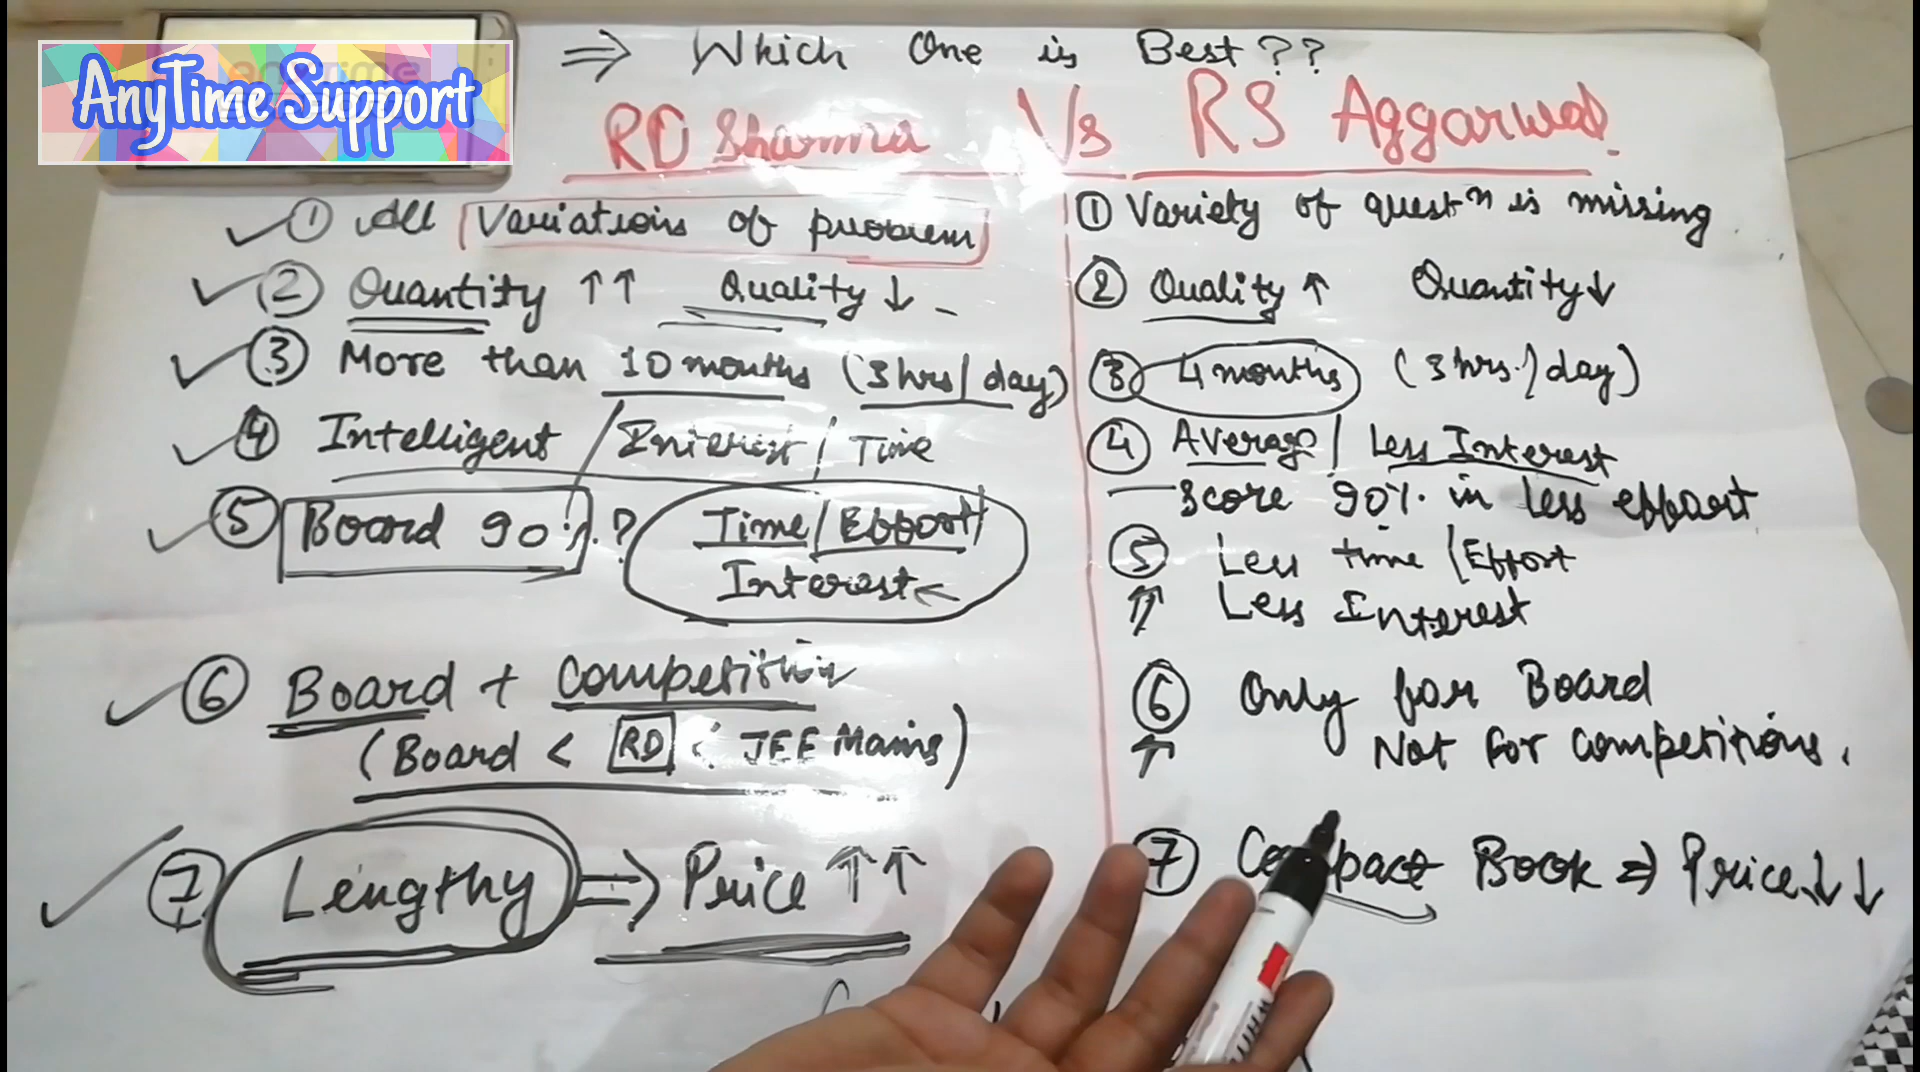 AnyTime Support
⇒ Which One is Best??
RD Sharma Vs RS Aggarwal
① All Variations of problem
② Quantity ↑↑ Quality ↓ -
③ More than 10 months (3hrs/day)
④ Intelligent / Interest / Time
⑤ Board 90%? Time/Effort/
Interest
⑥ Board + Competition
(Board < RD < JEE Mains)
⑦ Lengthy ⇒ Price ↑↑
① Variety of questⁿ is missing
② Quality ↑ Quantity ↓
③ 4 months (3hrs./day)
④ Average / Less Interest
Score 90% in less effort
⑤ Less time / Effort
⇑ Less Interest
⑥ Only for Board
↑ Not For Competitions.
⑦ Compact Book ⇒ Price ↓↓